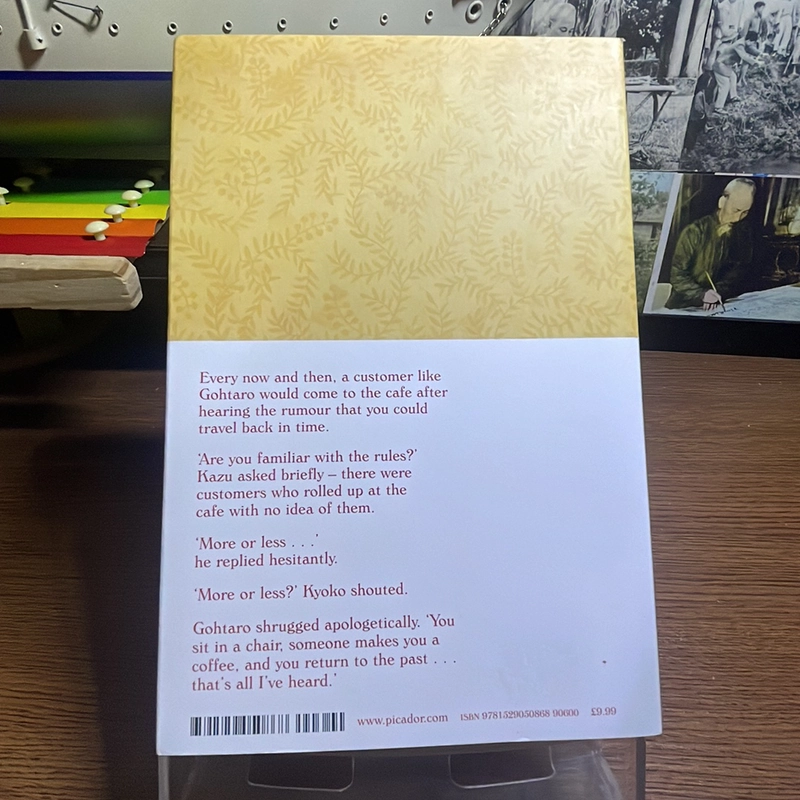 Every now and then, a customer like
Gohtaro would come to the cafe after
hearing the rumour that you could
travel back in time.
'Are you familiar with the rules?'
Kazu asked briefly – there were
customers who rolled up at the
cafe with no idea of them.
'More or less . . .'
he replied hesitantly.
'More or less?' Kyoko shouted.
Gohtaro shrugged apologetically. 'You
sit in a chair, someone makes you a
coffee, and you return to the past . . .
that's all I've heard.'
www.picador.com ISBN 9781529050868 90600 £9.99